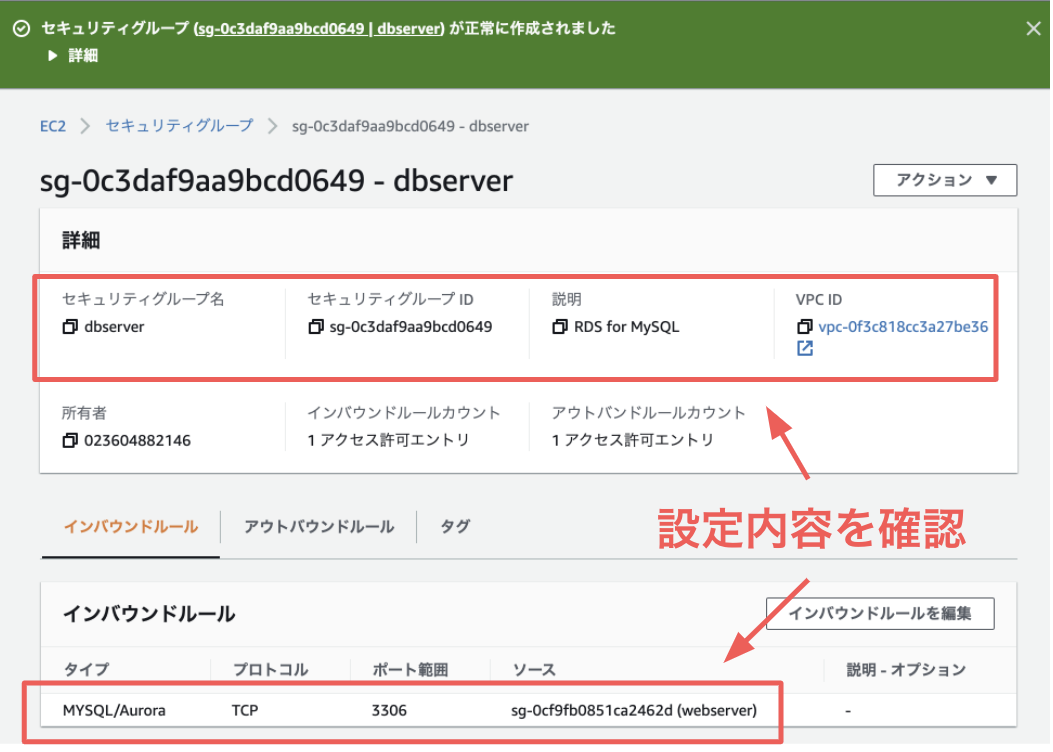 セキュリティグループ (sg-0c3daf9aa9bcd0649 | dbserver) が正常に作成されました
詳細
EC2 セキュリティグループ sg-0c3daf9aa9bcd0649 - dbserver
sg-0c3daf9aa9bcd0649 - dbserver
アクション
詳細
セキュリティグループ名 セキュリティグループ ID 説明 VPC ID
dbserver sg-0c3daf9aa9bcd0649 RDS for MySQL vpc-0f3c818cc3a27be36
所有者 インバウンドルールカウント アウトバンドルールカウント
023604882146 1 アクセス許可エントリ 1 アクセス許可エントリ
インバウンドルール アウトバウンドルール タグ
設定内容を確認
インバウンドルール インバウンドルールを編集
タイプ プロトコル ポート範囲 ソース 説明 - オプション
MYSQL/Aurora TCP 3306 sg-0cf9fb0851ca2462d (webserver) -